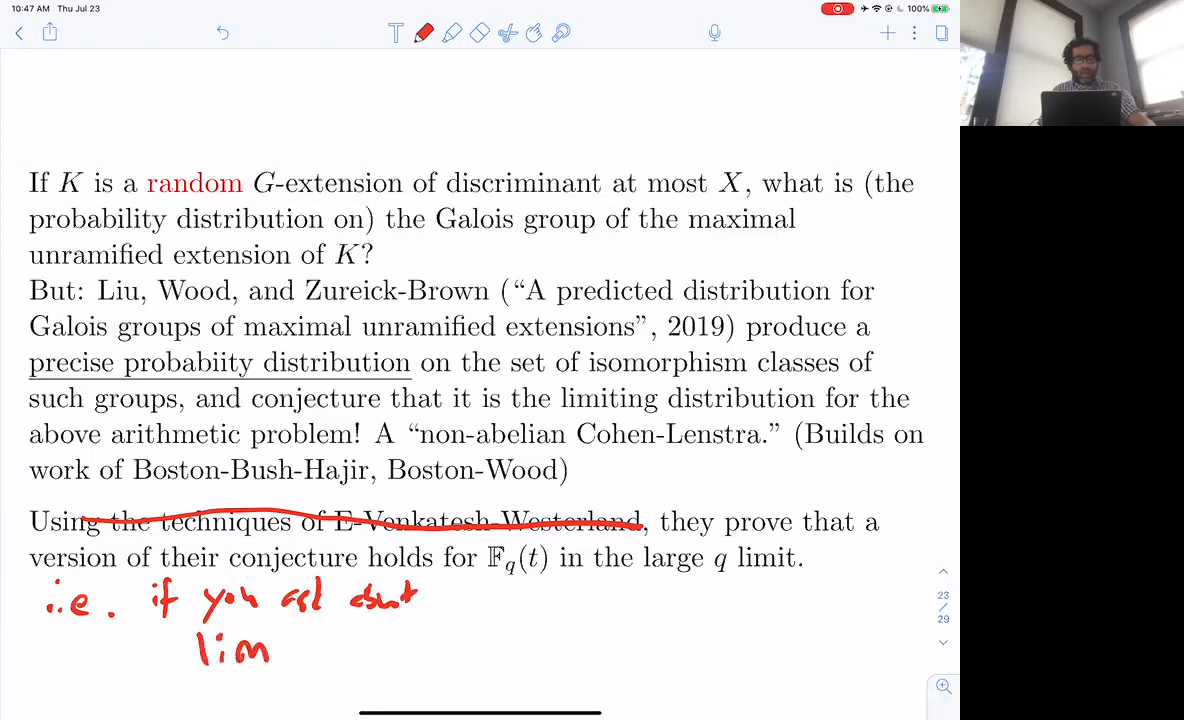 10:47 AM Thu Jul 23
100%
If K is a random G-extension of discriminant at most X, what is (the
probability distribution on) the Galois group of the maximal
unramified extension of K?
But: Liu, Wood, and Zureick-Brown (“A predicted distribution for
Galois groups of maximal unramified extensions”, 2019) produce a
precise probabiity distribution on the set of isomorphism classes of
such groups, and conjecture that it is the limiting distribution for the
above arithmetic problem! A “non-abelian Cohen-Lenstra.” (Builds on
work of Boston-Bush-Hajir, Boston-Wood)
Using the techniques of E-Venkatesh-Westerland, they prove that a
version of their conjecture holds for 𝔽_q(t) in the large q limit.
i.e. if you ask about
lim
23
/
29